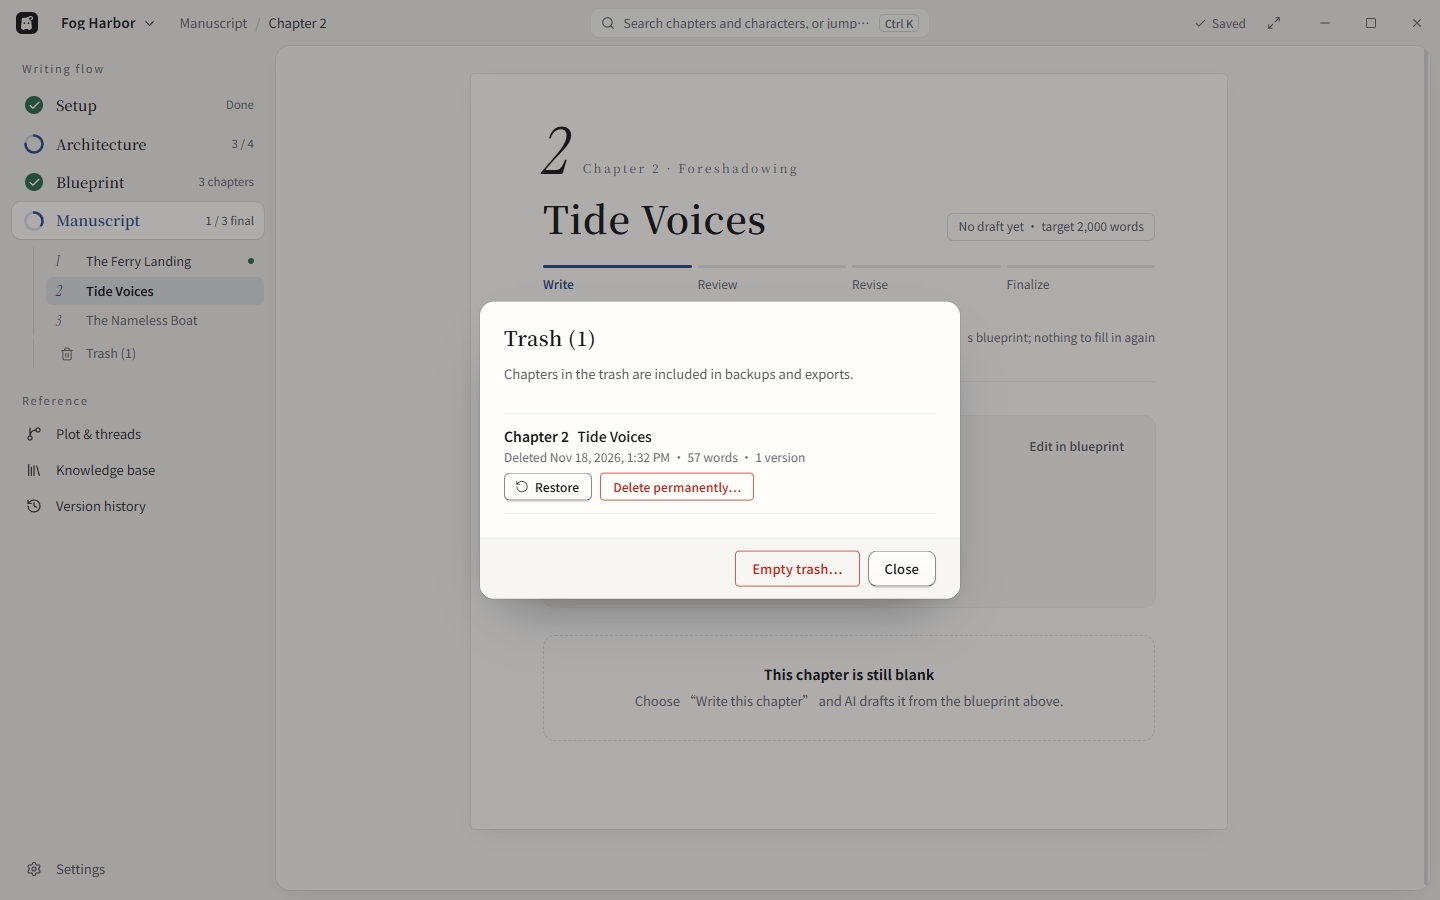 Fog Harbor
Manuscript / Chapter 2
Search chapters and characters, or jump⋯ Ctrl K
Saved
Writing flow
Setup Done
Architecture 3 / 4
Blueprint 3 chapters
Manuscript 1 / 3 final
1 The Ferry Landing
2 Tide Voices
3 The Nameless Boat
Trash (1)
Reference
Plot & threads
Knowledge base
Version history
Settings
2 Chapter 2 · Foreshadowing
Tide Voices
No draft yet • target 2,000 words
Write Review Revise Finalize
s blueprint; nothing to fill in again
Edit in blueprint
Trash (1)
Chapters in the trash are included in backups and exports.
Chapter 2 Tide Voices
Deleted Nov 18, 2026, 1:32 PM • 57 words • 1 version
Restore Delete permanently…
Empty trash… Close
This chapter is still blank
Choose “Write this chapter” and AI drafts it from the blueprint above.